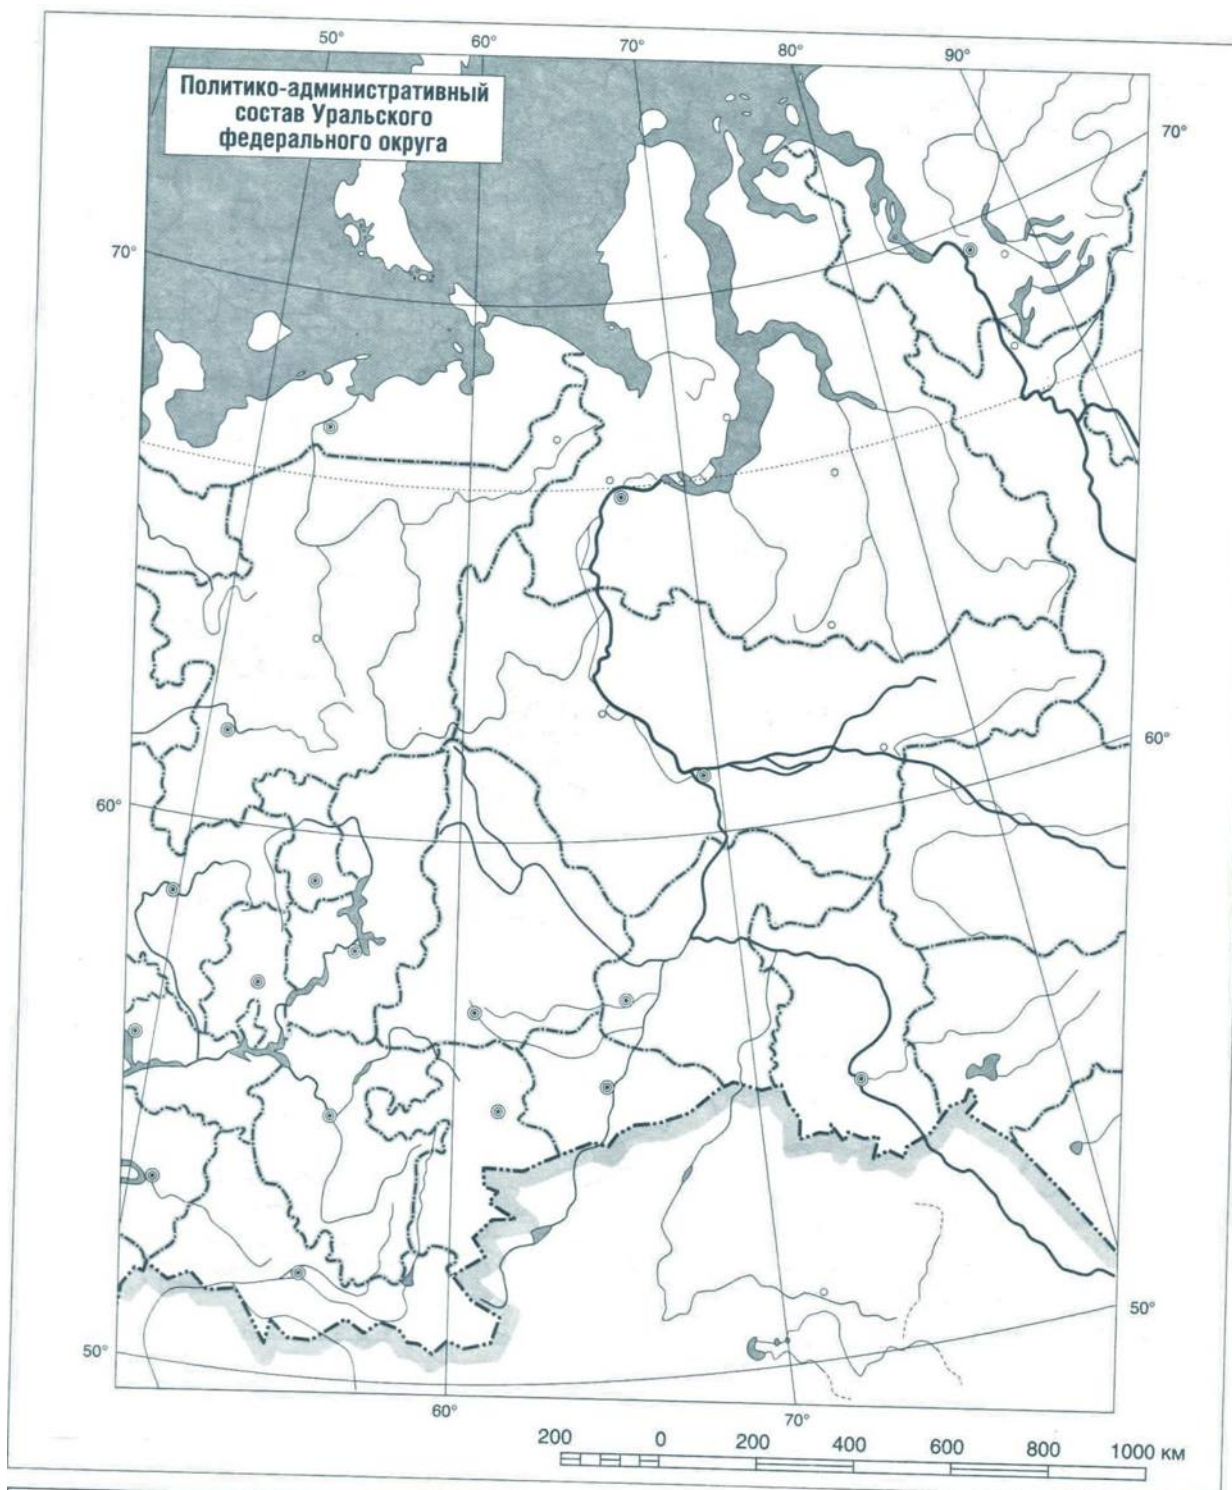 50° 60° 70° 80° 90°
Политико-административный
состав Уральского
федерального округа
70°
70°
60°
60°
50°
50°
60° 70°
200 0 200 400 600 800 1000 км